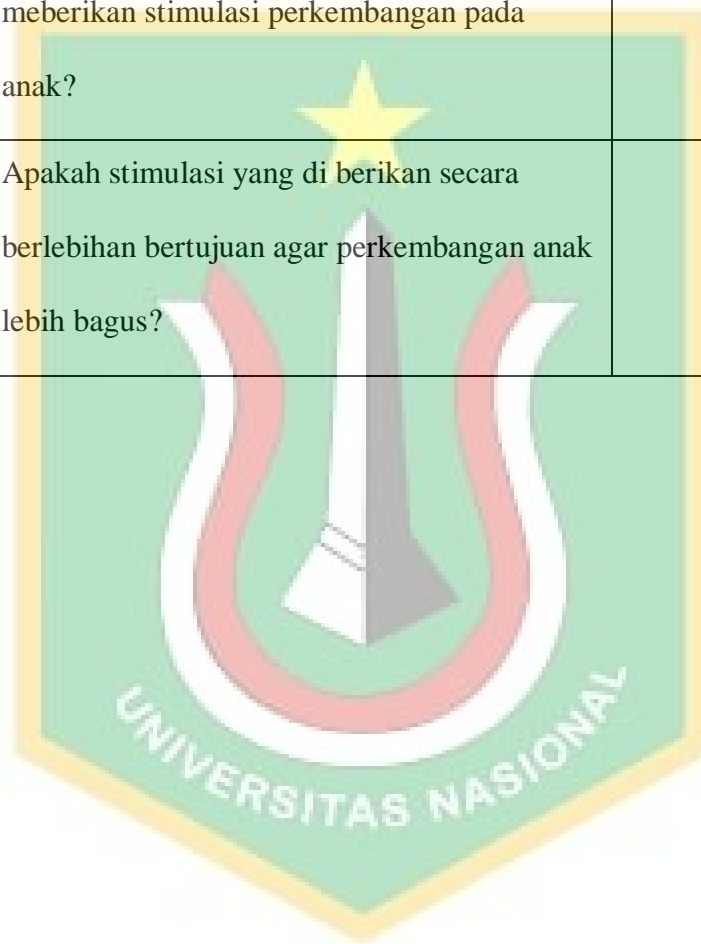 meberikan stimulasi perkembangan pada
anak?
Apakah stimulasi yang di berikan secara
berlebihan bertujuan agar perkembangan anak
lebih bagus?
UNIVERSITAS NASIONAL